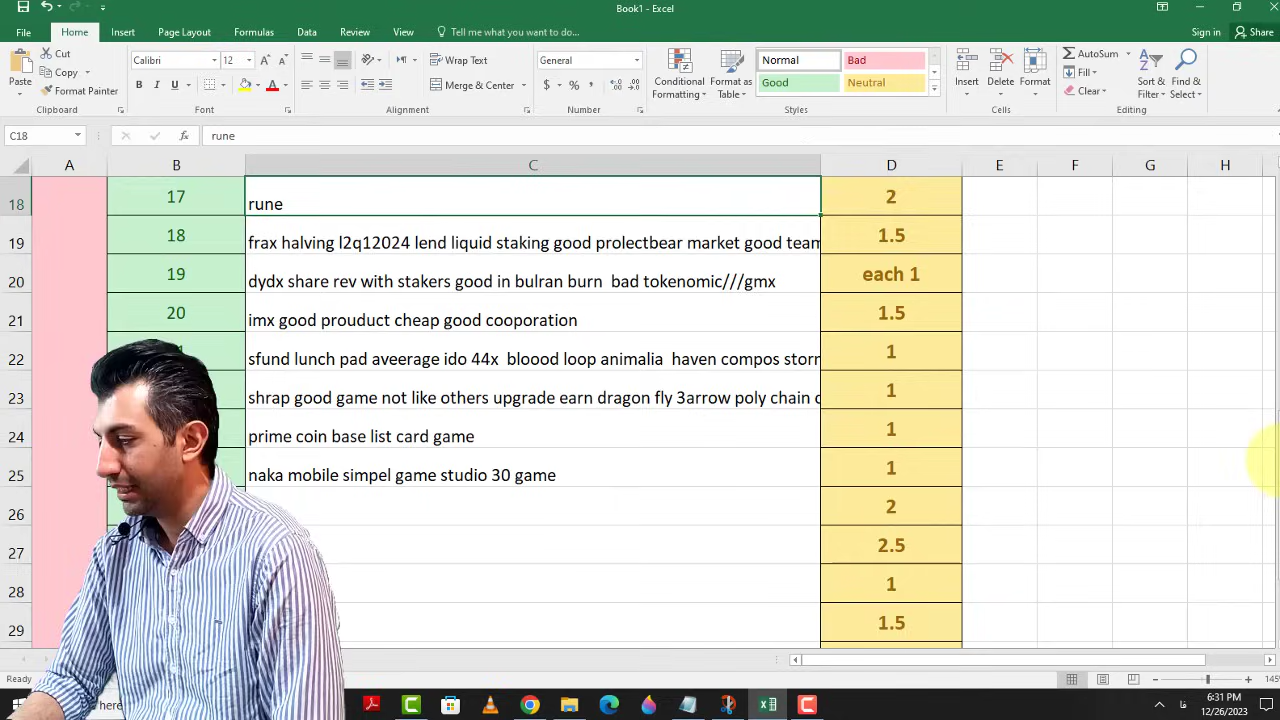 Book1 - Excel
Sign in
Share
File
Home
Insert
Page Layout
Formulas
Data
Review
View
Tell me what you want to do...
Paste
Cut
Copy
Format Painter
Clipboard
Calibri
12
B I U
Font
Wrap Text
Merge & Center
Alignment
General
$ % ,
Number
Conditional Formatting
Format as Table
Normal
Bad
Good
Neutral
Styles
Insert
Delete
Format
Cells
AutoSum
Fill
Clear
Sort & Filter
Find & Select
Editing
C18
fx
rune
A B C D E F G H
18 17 rune 2
19 18 frax halving l2q12024 lend liquid staking good prolectbear market good team 1.5
20 19 dydx share rev with stakers good in bulran burn bad tokenomic///gmx each 1
21 20 imx good prouduct cheap good cooporation 1.5
22 sfund lunch pad aveerage ido 44x bloood loop animalia haven compos storm 1
23 shrap good game not like others upgrade earn dragon fly 3arrow poly chain 1
24 prime coin base list card game 1
25 naka mobile simpel game studio 30 game 1
26 2
27 2.5
28 1
29 1.5
Ready
145
here
6:31 PM
12/26/2023